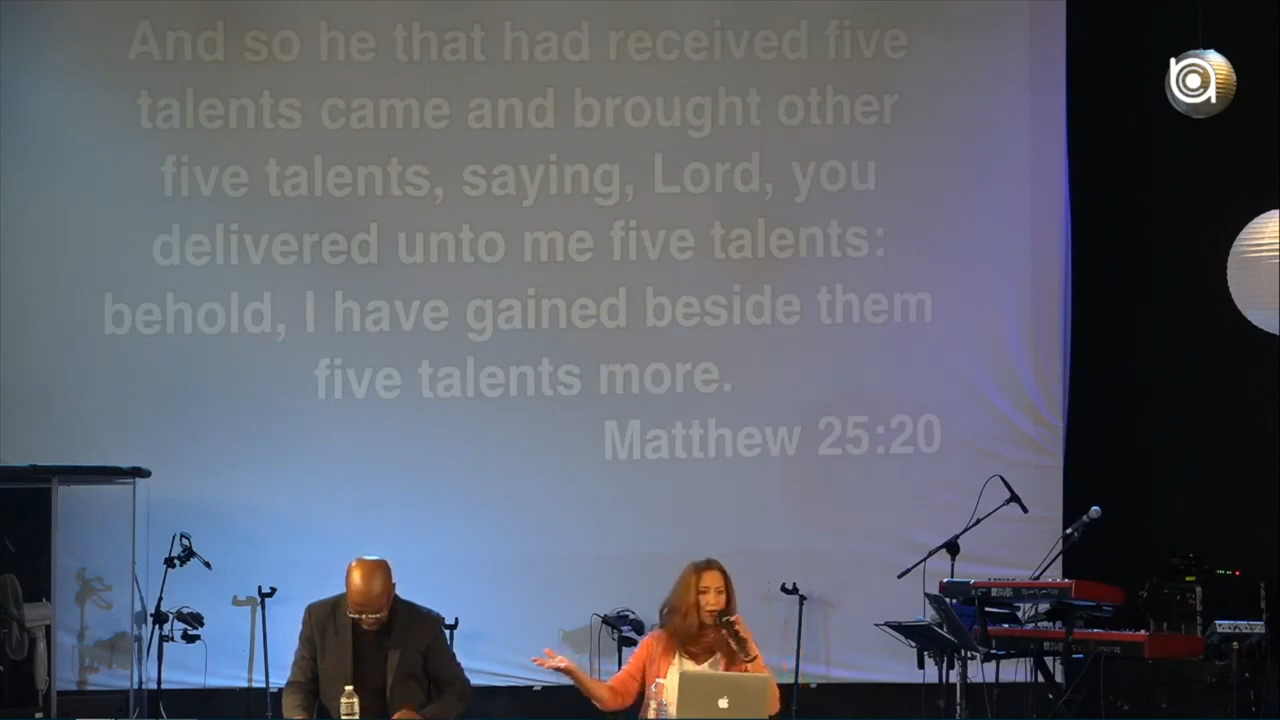 And so he that had received five
talents came and brought other
five talents, saying, Lord, you
delivered unto me five talents:
behold, I have gained beside them
five talents more.
Matthew 25:20